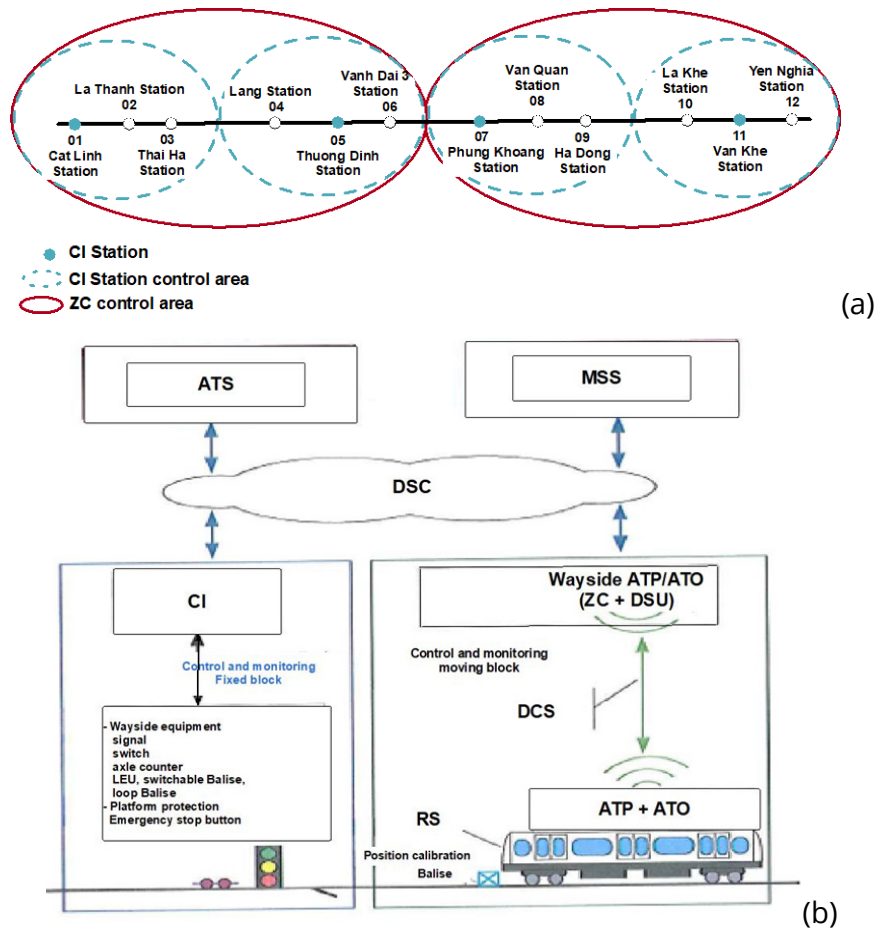 La Thanh Station
02
Lang Station
04
Vanh Dai 3
Station
06
Van Quan
Station
08
La Khe
Station
10
Yen Nghia
Station
12
01
Cat Linh
Station
03
Thai Ha
Station
05
Thuong Dinh
Station
07
Phung Khoang
Station
09
Ha Dong
Station
11
Van Khe
Station
CI Station
CI Station control area
ZC control area
(a)
ATS
MSS
DSC
CI
Wayside ATP/ATO
(ZC + DSU)
Control and monitoring
Fixed block
Control and monitoring
moving block
DCS
- Wayside equipment
signal
switch
axle counter
LEU, switchable Balise,
loop Balise
- Platform protection
Emergency stop button
ATP + ATO
RS
Position calibration
Balise
(b)